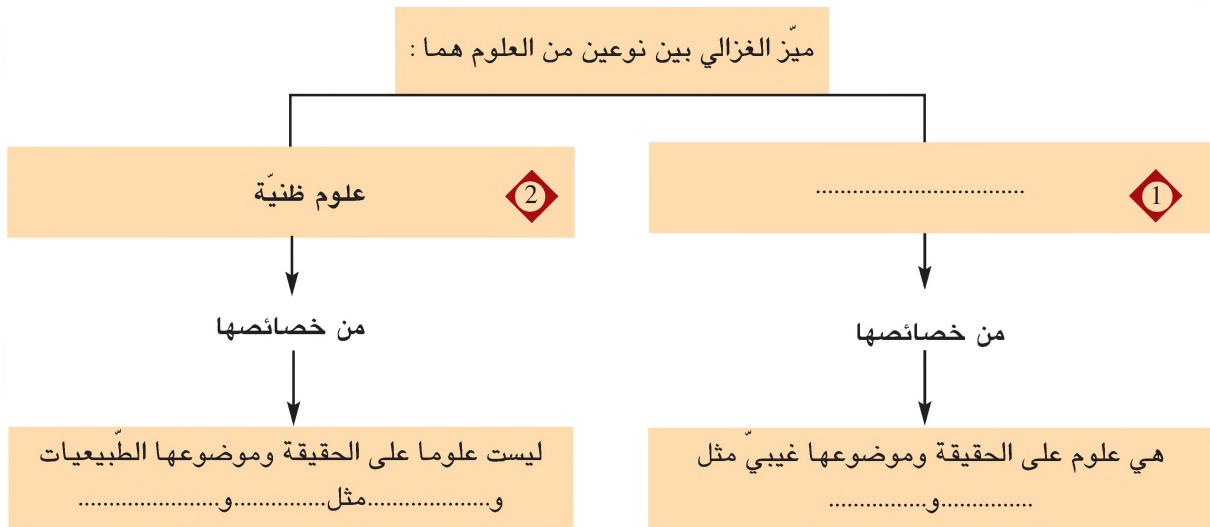 ميّز الغزالي بين نوعين من العلوم هما :
1 ..................................
2 علوم ظنيّة
من خصائصها
من خصائصها
هي علوم على الحقيقة وموضوعها غيبيّ مثل
...............و................
ليست علوما على الحقيقة وموضوعها الطّبيعيات
و....................مثل...............و.......................